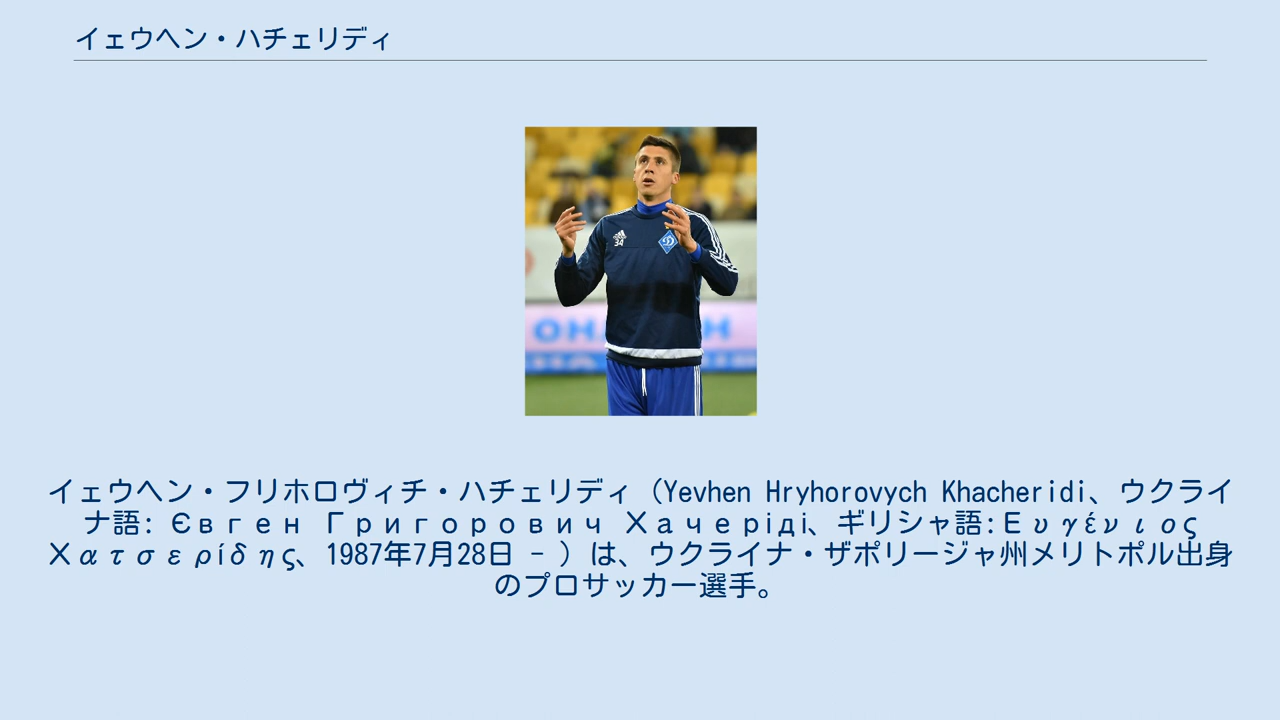 イェウヘン・ハチェリディ
adidas
34
ОН Н
イェウヘン・フリホロヴィチ・ハチェリディ（Yevhen Hryhorovych Khacheridi、ウクライ
ナ語: Євген Григорович Хачеріді、ギリシャ語:Ευγένιος
Χατσερίδης、1987年7月28日 - ）は、ウクライナ・ザポリージャ州メリトポル出身
のプロサッカー選手。